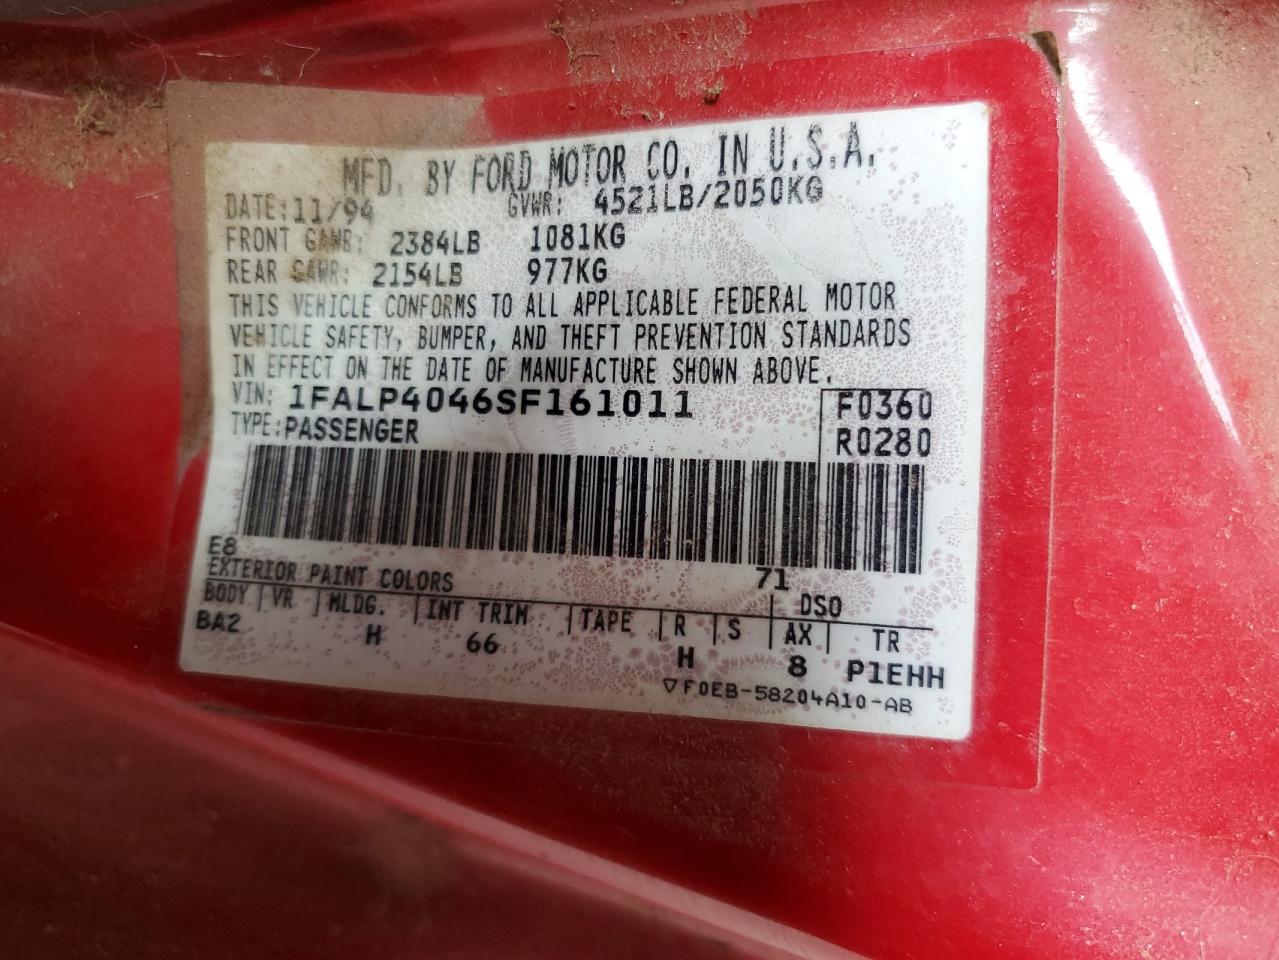 MFD. BY FORD MOTOR CO. IN U.S.A.
DATE: 11/94 GVWR: 4521LB/2050KG
FRONT GAWR: 2384LB 1081KG
REAR GAWR: 2154LB 977KG
THIS VEHICLE CONFORMS TO ALL APPLICABLE FEDERAL MOTOR
VEHICLE SAFETY, BUMPER, AND THEFT PREVENTION STANDARDS
IN EFFECT ON THE DATE OF MANUFACTURE SHOWN ABOVE.
VIN: 1FALP4046SF161011 F0360
TYPE: PASSENGER R0280
E8
EXTERIOR PAINT COLORS 71 DSO
BODY VR MLDG. INT TRIM TAPE R S AX TR
BA2 H 66 H 8 P1EHH
▽F0EB-58204A10-AB